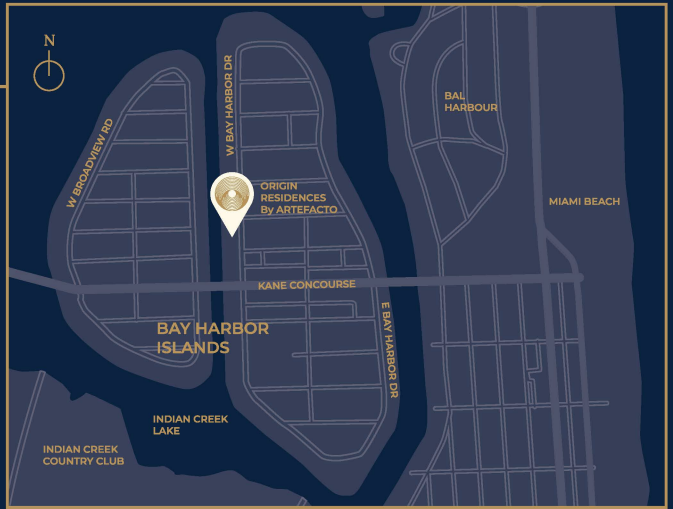 N
W BAY HARBOR DR
BAL
HARBOUR
W BROADVIEW RD
ORIGIN
RESIDENCES
By ARTEFACTO
MIAMI BEACH
KANE CONCOURSE
E BAY HARBOR DR
BAY HARBOR
ISLANDS
INDIAN CREEK
LAKE
INDIAN CREEK
COUNTRY CLUB